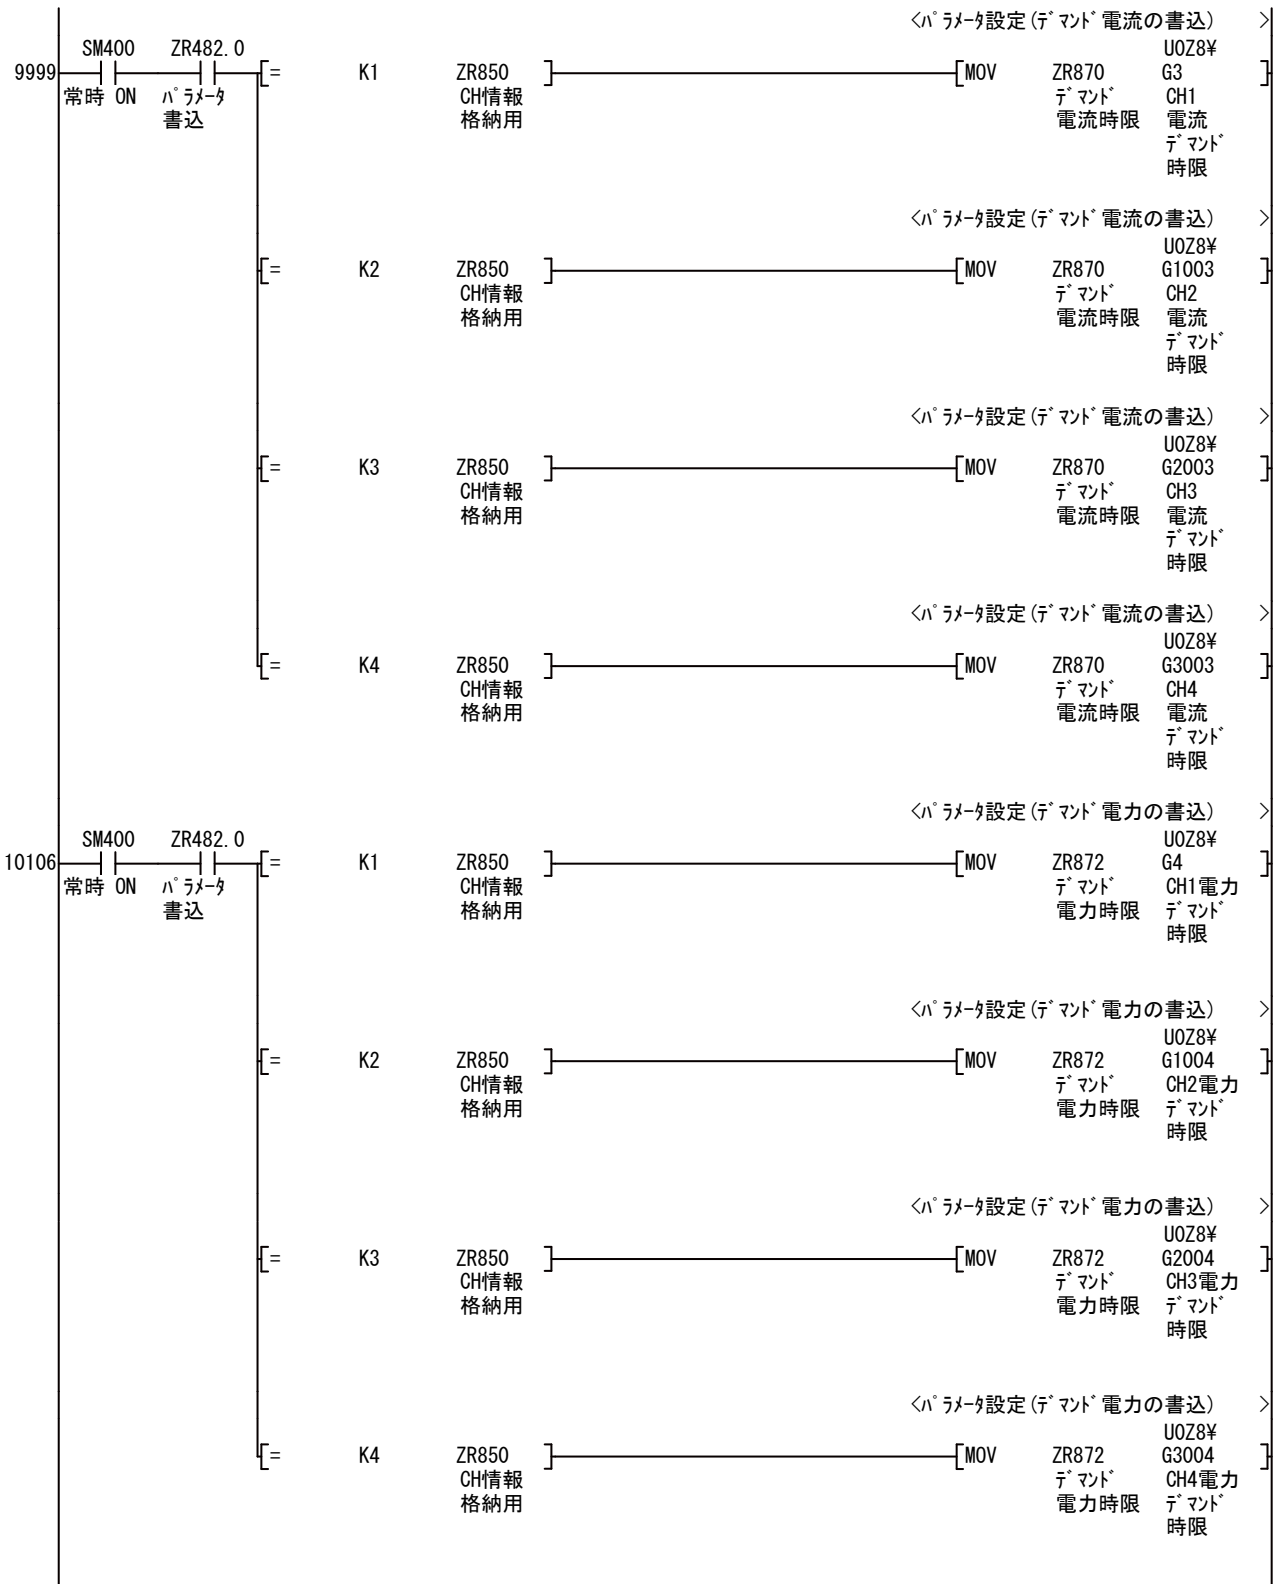 <ﾊﾟﾗﾒｰﾀ設定(ﾃﾞﾏﾝﾄﾞ電流の書込) >
SM400 ZR482.0 U0Z8¥
9999 [= K1 ZR850 ] [MOV ZR870 G3 ]
常時 ON ﾊﾟﾗﾒｰﾀ CH情報 ﾃﾞﾏﾝﾄﾞ CH1
書込 格納用 電流時限 電流
ﾃﾞﾏﾝﾄﾞ
時限
<ﾊﾟﾗﾒｰﾀ設定(ﾃﾞﾏﾝﾄﾞ電流の書込) >
U0Z8¥
[= K2 ZR850 ] [MOV ZR870 G1003 ]
CH情報 ﾃﾞﾏﾝﾄﾞ CH2
格納用 電流時限 電流
ﾃﾞﾏﾝﾄﾞ
時限
<ﾊﾟﾗﾒｰﾀ設定(ﾃﾞﾏﾝﾄﾞ電流の書込) >
U0Z8¥
[= K3 ZR850 ] [MOV ZR870 G2003 ]
CH情報 ﾃﾞﾏﾝﾄﾞ CH3
格納用 電流時限 電流
ﾃﾞﾏﾝﾄﾞ
時限
<ﾊﾟﾗﾒｰﾀ設定(ﾃﾞﾏﾝﾄﾞ電流の書込) >
U0Z8¥
[= K4 ZR850 ] [MOV ZR870 G3003 ]
CH情報 ﾃﾞﾏﾝﾄﾞ CH4
格納用 電流時限 電流
ﾃﾞﾏﾝﾄﾞ
時限
<ﾊﾟﾗﾒｰﾀ設定(ﾃﾞﾏﾝﾄﾞ電力の書込) >
SM400 ZR482.0 U0Z8¥
10106 [= K1 ZR850 ] [MOV ZR872 G4 ]
常時 ON ﾊﾟﾗﾒｰﾀ CH情報 ﾃﾞﾏﾝﾄﾞ CH1電力
書込 格納用 電力時限 ﾃﾞﾏﾝﾄﾞ
時限
<ﾊﾟﾗﾒｰﾀ設定(ﾃﾞﾏﾝﾄﾞ電力の書込) >
U0Z8¥
[= K2 ZR850 ] [MOV ZR872 G1004 ]
CH情報 ﾃﾞﾏﾝﾄﾞ CH2電力
格納用 電力時限 ﾃﾞﾏﾝﾄﾞ
時限
<ﾊﾟﾗﾒｰﾀ設定(ﾃﾞﾏﾝﾄﾞ電力の書込) >
U0Z8¥
[= K3 ZR850 ] [MOV ZR872 G2004 ]
CH情報 ﾃﾞﾏﾝﾄﾞ CH3電力
格納用 電力時限 ﾃﾞﾏﾝﾄﾞ
時限
<ﾊﾟﾗﾒｰﾀ設定(ﾃﾞﾏﾝﾄﾞ電力の書込) >
U0Z8¥
[= K4 ZR850 ] [MOV ZR872 G3004 ]
CH情報 ﾃﾞﾏﾝﾄﾞ CH4電力
格納用 電力時限 ﾃﾞﾏﾝﾄﾞ
時限